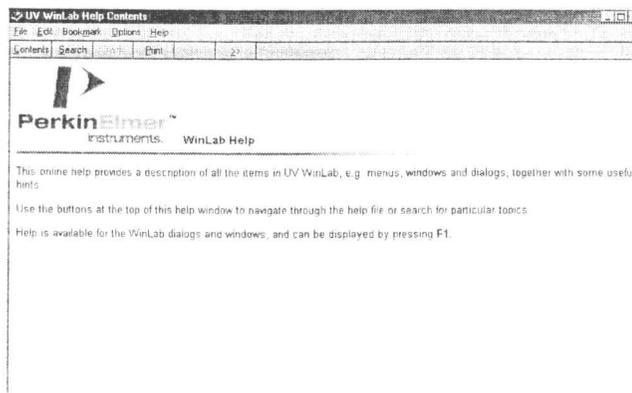 UV WinLab Help Contents
File Edit Bookmark Options Help
Contents Search Print >>
PerkinElmer™
instruments. WinLab Help
This online help provides a description of all the items in UV WinLab, e.g. menus, windows and dialogs, together with some useful
hints
Use the buttons at the top of this help window to navigate through the help file or search for particular topics
Help is available for the WinLab dialogs and windows, and can be displayed by pressing F1.